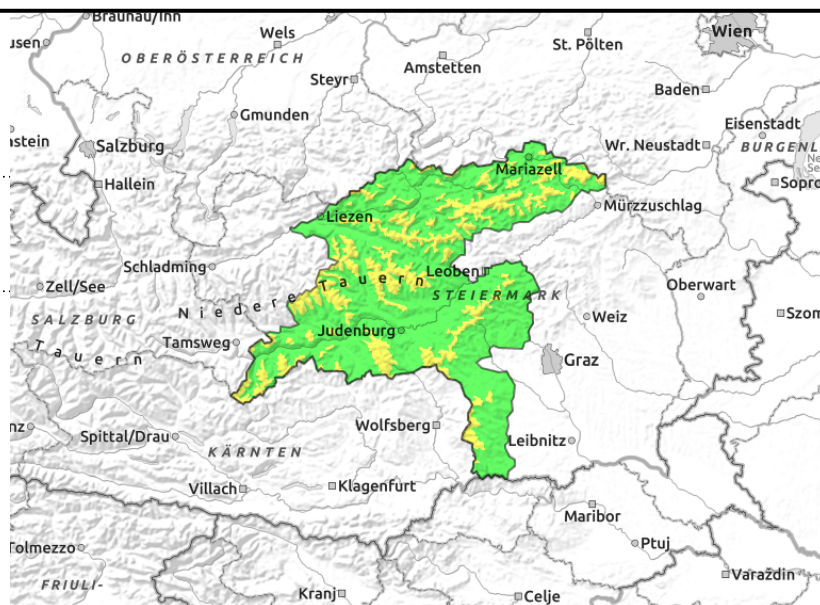 Braunau/Inn
Wels
Wien
St. Pölten
OBERÖSTERREICH
Amstetten
Steyr
Baden
Gmunden
Eisenstadt
Salzburg
Wr. Neustadt
BURGENL
Mariazell
Hallein
Sopro
Mürzzuschlag
Liezen
Schladming
Leoben
Zell/See
Niedere Tauern
STEIERMARK
Oberwart
SALZBURG
Szom
Judenburg
Weiz
Tamsweg
Tauern
Graz
Wolfsberg
Leibnitz
Spittal/Drau
KÄRNTEN
Villach
Klagenfurt
Maribor
Tolmezzo
Ptuj
FRIULI-
Varaždin
Kranj
Celje